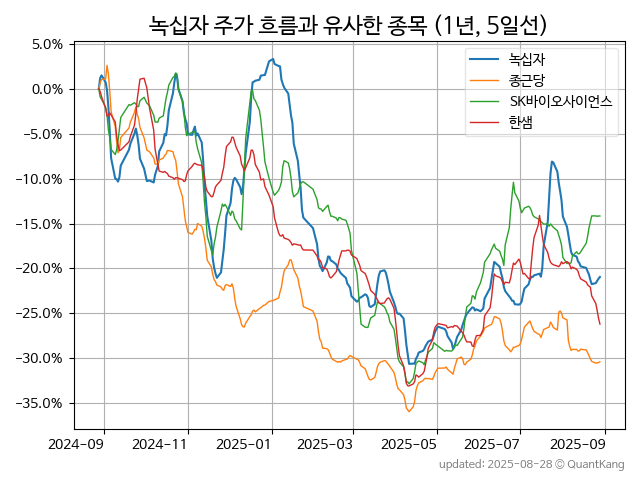 녹십자 주가 흐름과 유사한 종목 (1년, 5일선)
녹십자
종근당
SK바이오사이언스
한샘
5.0%
0.0%
-5.0%
-10.0%
-15.0%
-20.0%
-25.0%
-30.0%
-35.0%
2024-09 2024-11 2025-01 2025-03 2025-05 2025-07 2025-09
updated: 2025-08-28 © QuantKang